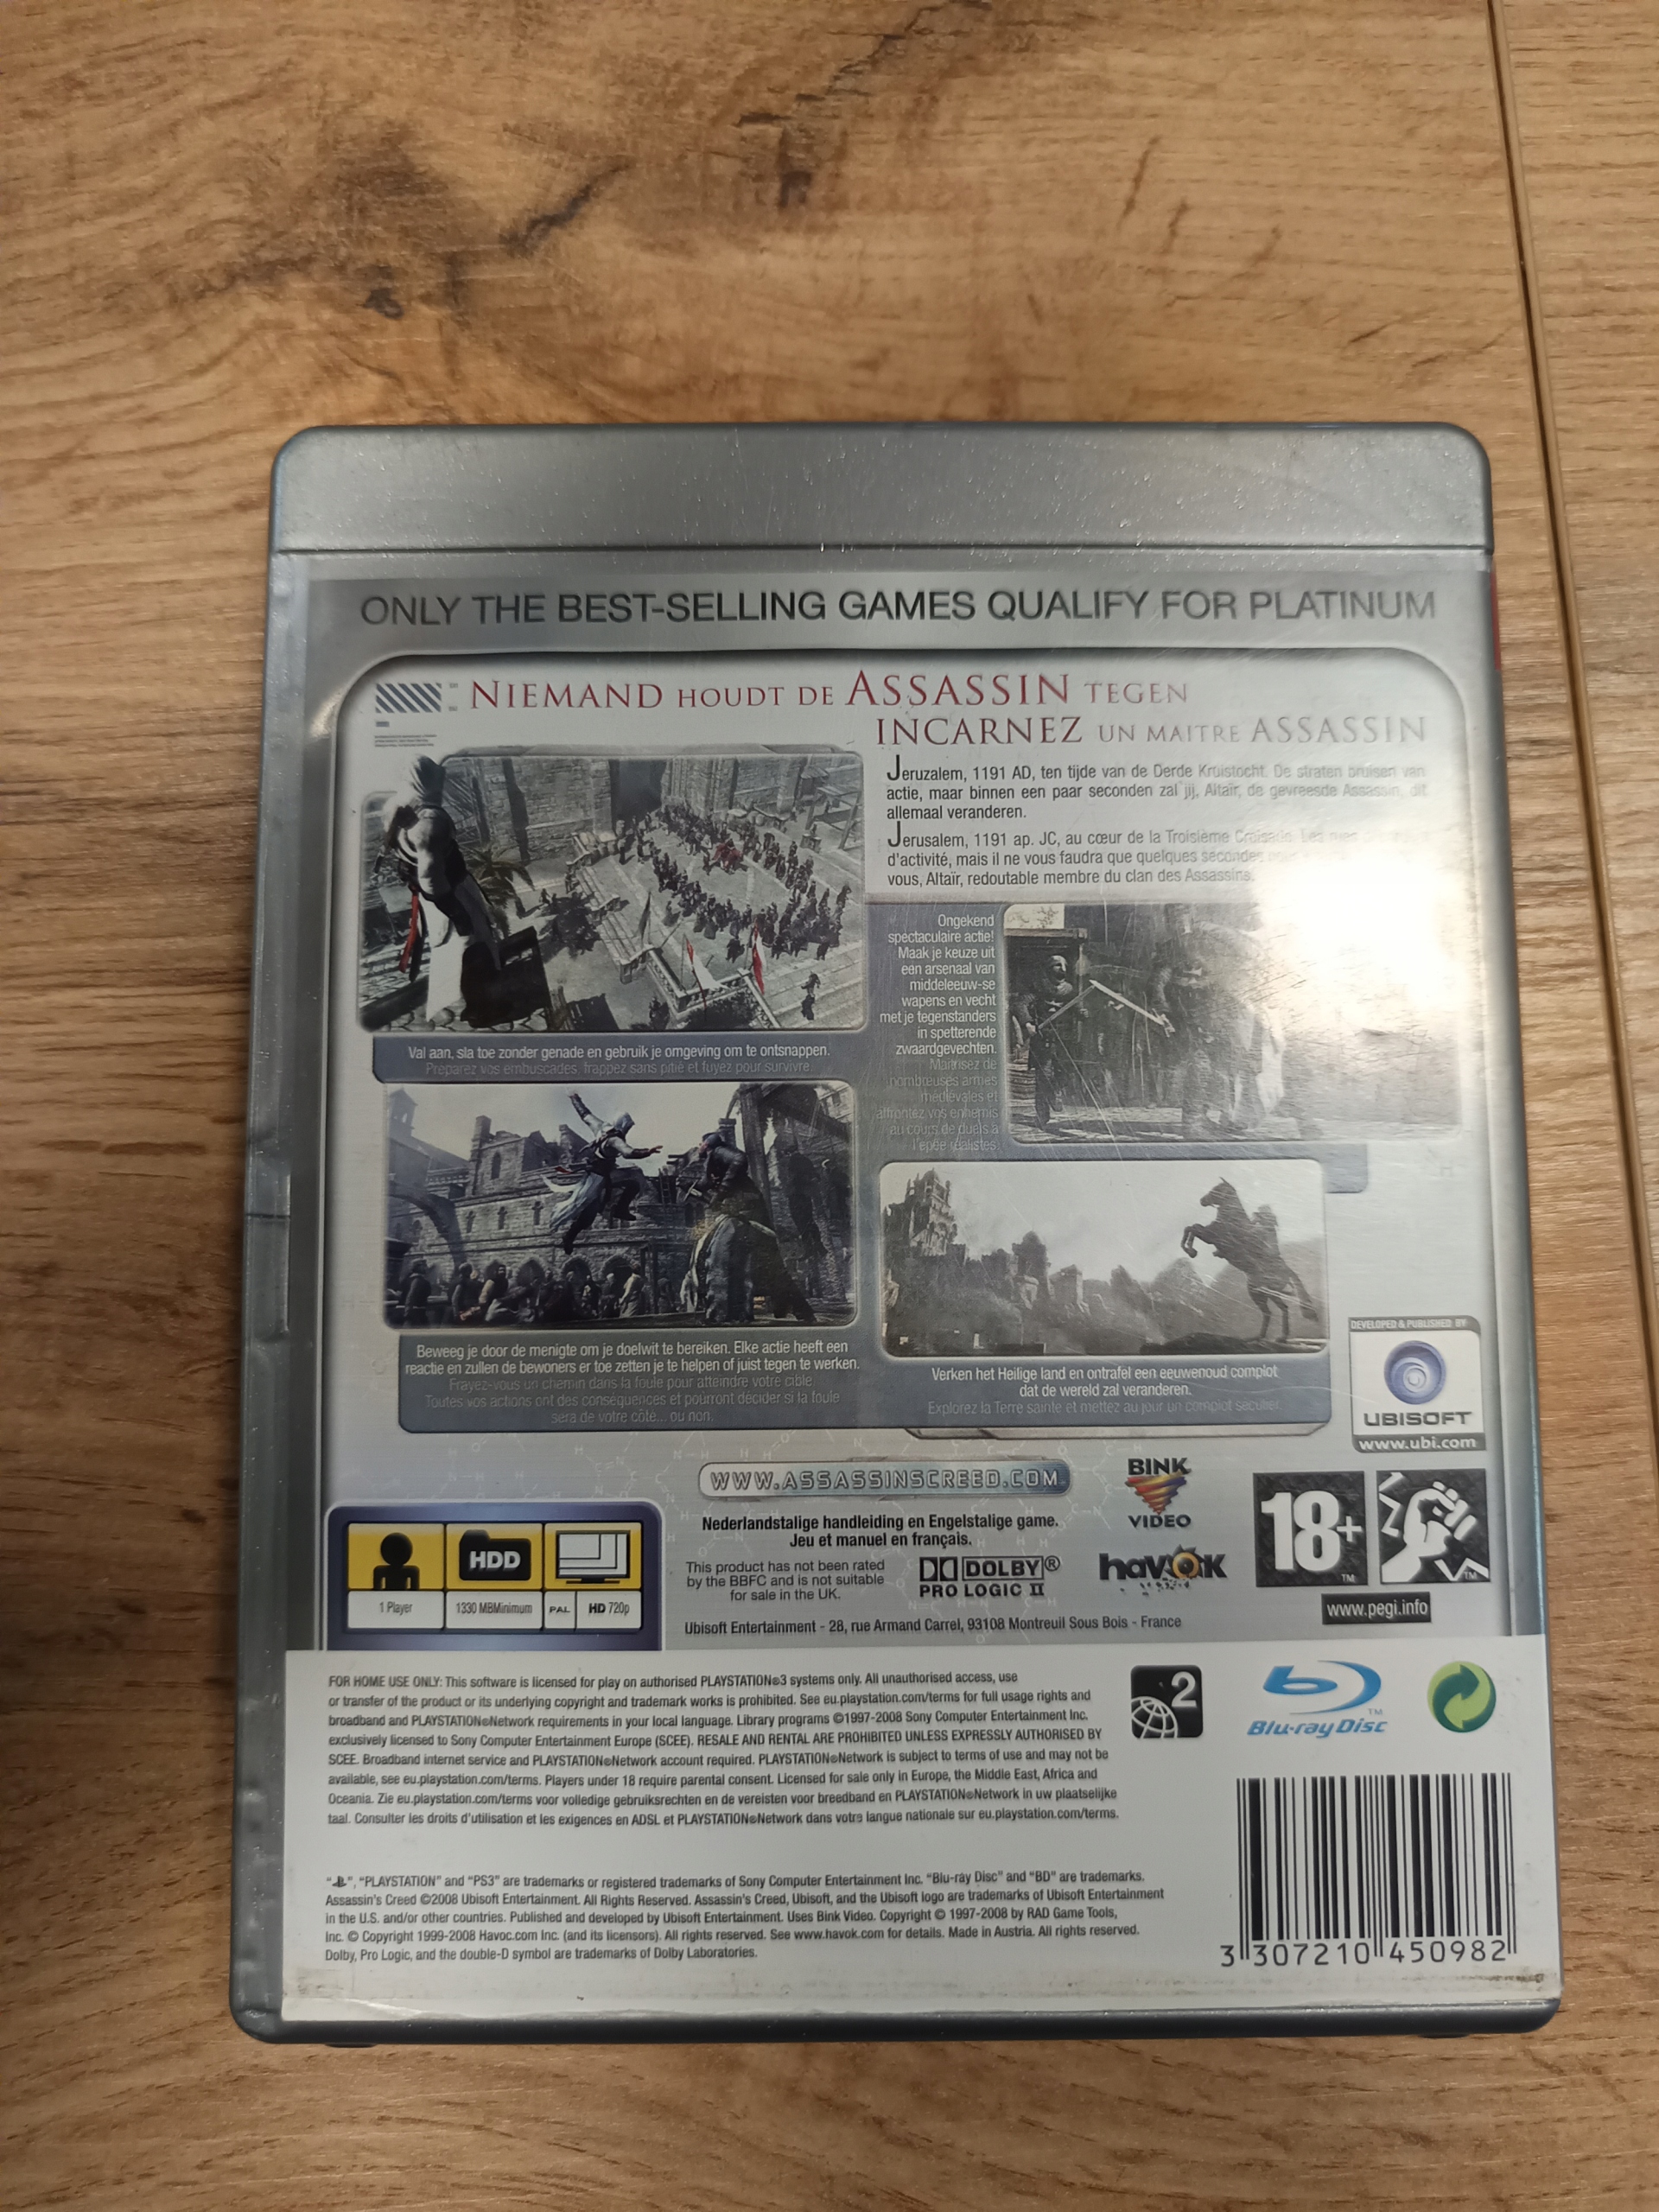 ONLY THE BEST-SELLING GAMES QUALIFY FOR PLATINUM
NIEMAND HOUDT DE ASSASSIN TEGEN
INCARNEZ UN MAITRE ASSASSIN
Jeruzalem, 1191 AD, ten tijde van de Derde Kruistocht. De straten bruisen van
actie, maar binnen een paar seconden zal jij, Altaïr, de gevreesde Assassin, dit
allemaal veranderen.
Jerusalem, 1191 ap. JC, au cœur de la Troisième Croisade. Les rues
d'activité, mais il ne vous faudra que quelques secondes
vous, Altaïr, redoutable membre du clan des Assassins.
Val aan, sla toe zonder genade en gebruik je omgeving om te ontsnappen.
Préparez vos embuscades, frappez sans pitié et fuyez pour survivre.
Ongekend
spectaculaire actie!
Maak je keuze uit
een arsenaal van
middeleeuw-se
wapens en vecht
met je tegenstanders
in spetterende
zwaardgevechten.
Maîtrisez de
nombreuses armes
médiévales et
affrontez vos ennemis
au cours de duels à
l'épée réalistes.
Beweeg je door de menigte om je doelwit te bereiken. Elke actie heeft een
reactie en zullen de bewoners er toe zetten je te helpen of juist tegen te werken.
Frayez-vous un chemin dans la foule pour atteindre votre cible.
Toutes vos actions ont des conséquences et pourront décider si la foule
sera de votre côté... ou non.
Verken het Heilige land en ontrafel een eeuwenoud complot
dat de wereld zal veranderen.
Explorez la Terre sainte et mettez au jour un complot séculier.
DEVELOPED & PUBLISHED BY
UBISOFT
www.ubi.com
WWW.ASSASSINSCREED.COM
BINK
VIDEO
Nederlandstalige handleiding en Engelstalige game.
Jeu et manuel en français.
This product has not been rated
by the BBFC and is not suitable
for sale in the UK.
DOLBY®
PRO LOGIC II
havok
18+
TM
TM
www.pegi.info
HDD
1 Player
1330 MBMinimum
PAL
HD 720p
Ubisoft Entertainment - 28, rue Armand Carrel, 93108 Montreuil Sous Bois - France
FOR HOME USE ONLY: This software is licensed for play on authorised PLAYSTATION®3 systems only. All unauthorised access, use
or transfer of the product or its underlying copyright and trademark works is prohibited. See eu.playstation.com/terms for full usage rights and
broadband and PLAYSTATION®Network requirements in your local language. Library programs ©1997-2008 Sony Computer Entertainment Inc.
exclusively licensed to Sony Computer Entertainment Europe (SCEE). RESALE AND RENTAL ARE PROHIBITED UNLESS EXPRESSLY AUTHORISED BY
SCEE. Broadband internet service and PLAYSTATION®Network account required. PLAYSTATION®Network is subject to terms of use and may not be
available, see eu.playstation.com/terms. Players under 18 require parental consent. Licensed for sale only in Europe, the Middle East, Africa and
Oceania. Zie eu.playstation.com/terms voor volledige gebruiksrechten en de vereisten voor breedband en PLAYSTATION®Network in uw plaatselijke
taal. Consulter les droits d'utilisation et les exigences en ADSL et PLAYSTATION®Network dans votre langue nationale sur eu.playstation.com/terms.
2
Blu-ray Disc
TM
"", "PLAYSTATION" and "PS3" are trademarks or registered trademarks of Sony Computer Entertainment Inc. "Blu-ray Disc" and "BD" are trademarks.
Assassin's Creed ©2008 Ubisoft Entertainment. All Rights Reserved. Assassin's Creed, Ubisoft, and the Ubisoft logo are trademarks of Ubisoft Entertainment
in the U.S. and/or other countries. Published and developed by Ubisoft Entertainment. Uses Bink Video. Copyright © 1997-2008 by RAD Game Tools,
Inc. © Copyright 1999-2008 Havoc.com Inc. (and its licensors). All rights reserved. See www.havok.com for details. Made in Austria. All rights reserved.
Dolby, Pro Logic, and the double-D symbol are trademarks of Dolby Laboratories.
3 307210 450982